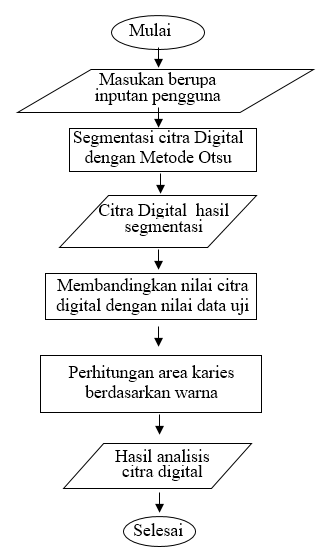 Mulai
Masukan berupa
inputan pengguna
Segmentasi citra Digital
dengan Metode Otsu
Citra Digital hasil
segmentasi
Membandingkan nilai citra
digital dengan nilai data uji
Perhitungan area karies
berdasarkan warna
Hasil analisis
citra digital
Selesai